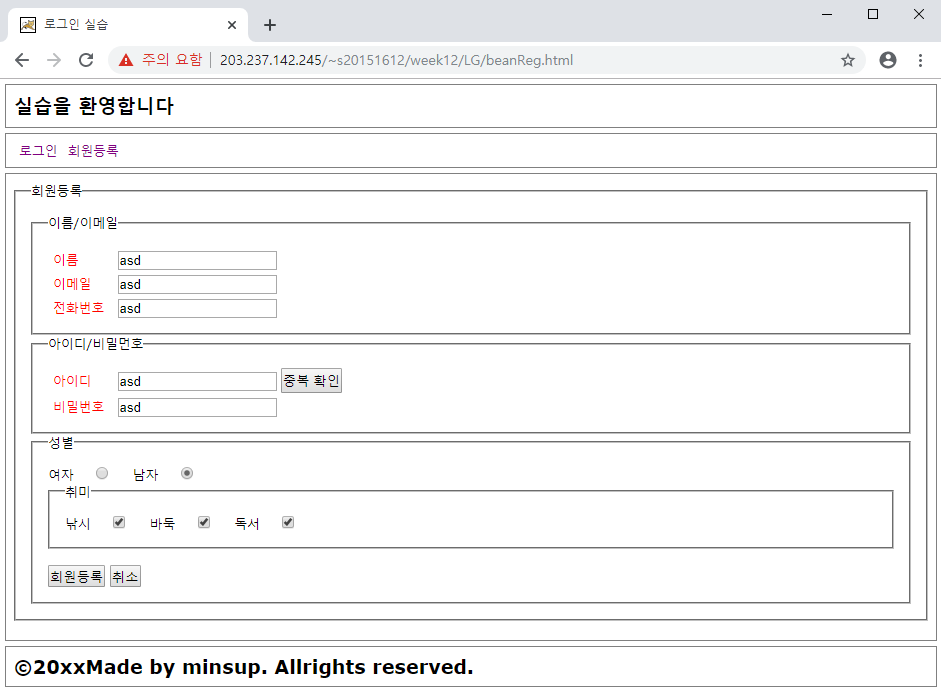 로그인 실습
주의 요함 203.237.142.245/~s20151612/week12/LG/beanReg.html
실습을 환영합니다
로그인 회원등록
회원등록
이름/이메일
이름 asd
이메일 asd
전화번호 asd
아이디/비밀먼호
아이디 asd 중복 확인
비밀번호 asd
성별
여자 남자
취미
낚시 바둑 독서
회원등록 취소
©20xxMade by minsup. Allrights reserved.